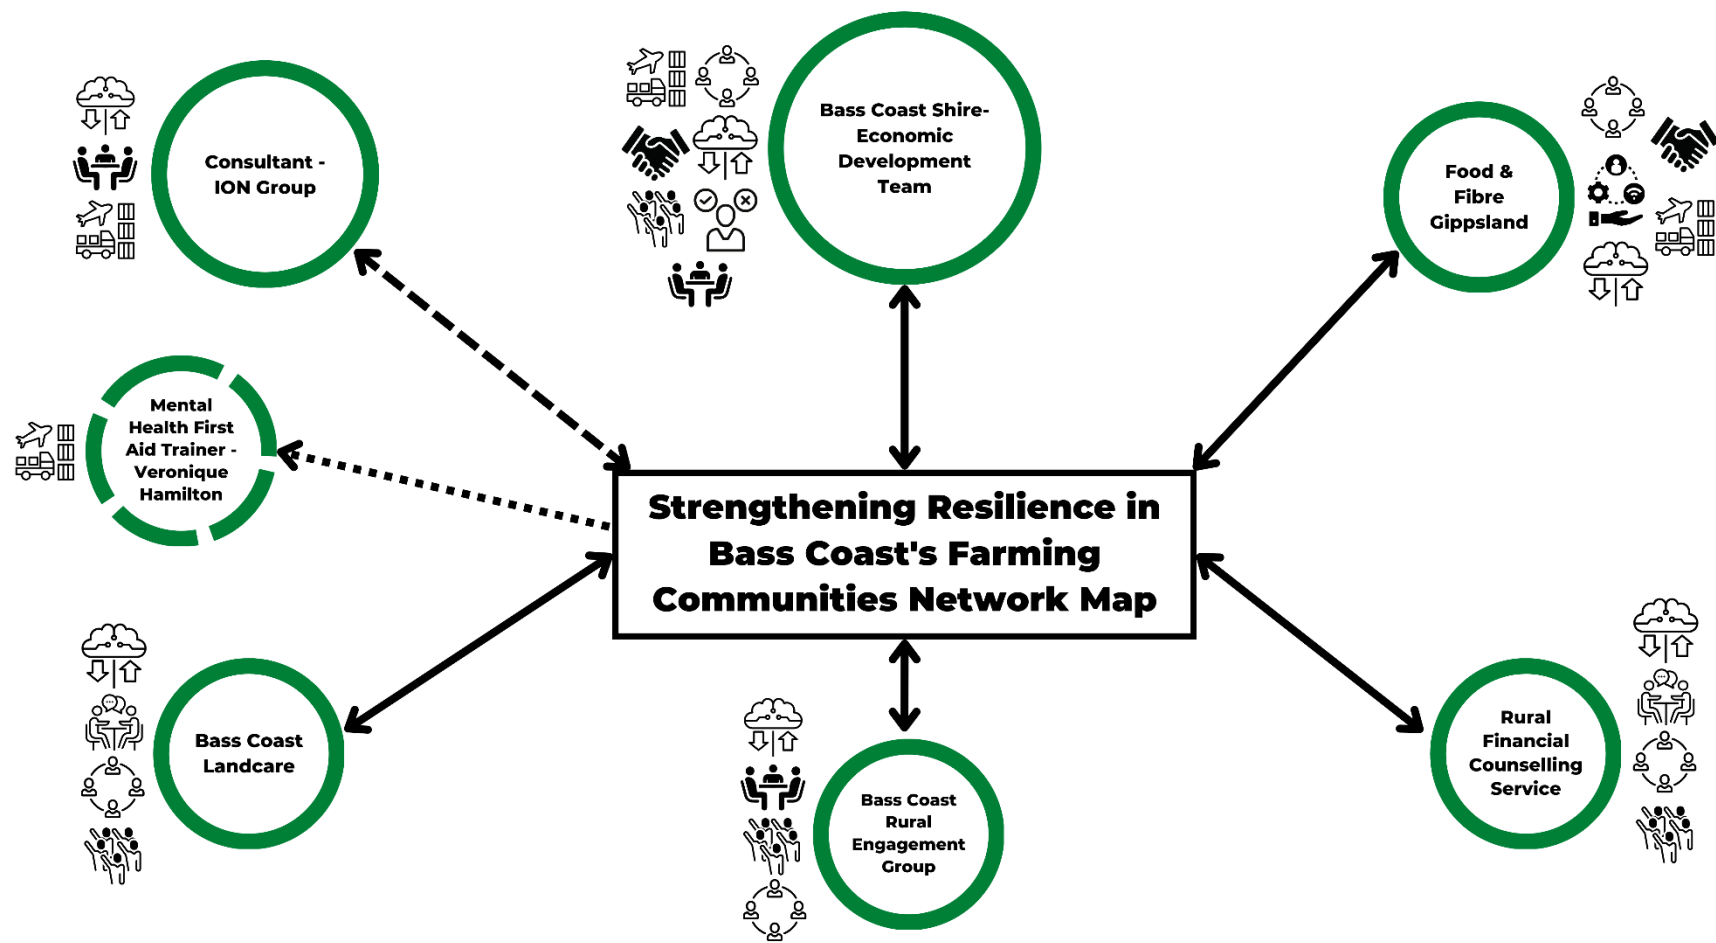 Bass Coast Shire-
Economic
Development
Team
Consultant -
ION Group
Food &
Fibre
Gippsland
Mental
Health First
Aid Trainer -
Veronique
Hamilton
Strengthening Resilience in
Bass Coast's Farming
Communities Network Map
Bass Coast
Landcare
Bass Coast
Rural
Engagement
Group
Rural
Financial
Counselling
Service